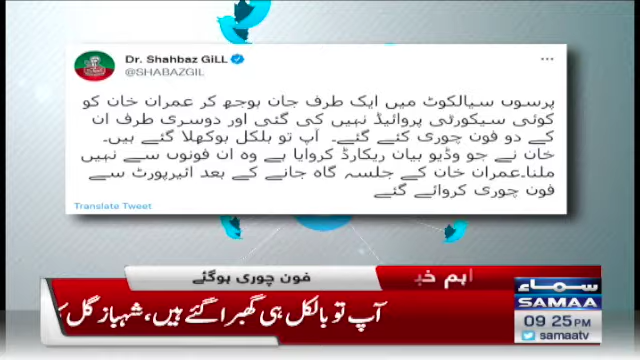 Dr. Shahbaz GiLL
@SHABAZGIL
پرسوں سیالکوٹ میں ایک طرف جان بوجھ کر عمران خان کو
کوئی سیکورٹی پروائیڈ نہیں کی گئی اور دوسری طرف ان
کے دو فون چوری کئے گئے۔ آپ تو بلکل بوکھلا گئے ہیں۔
خان نے جو وڈیو بیان ریکارڈ کروایا ہے وہ ان فونوں سے نہیں
ملنا۔عمران خان کے جلسہ گاہ جانے کے بعد ائیرپورٹ سے
فون چوری کروائے گئے
Translate Tweet
اہم خبر
فون چوری ہوگئے
آپ تو بالکل ہی گھبرا گئے ہیں، شہباز گل
سماء
SAMAA
09 25 PM
samaatv